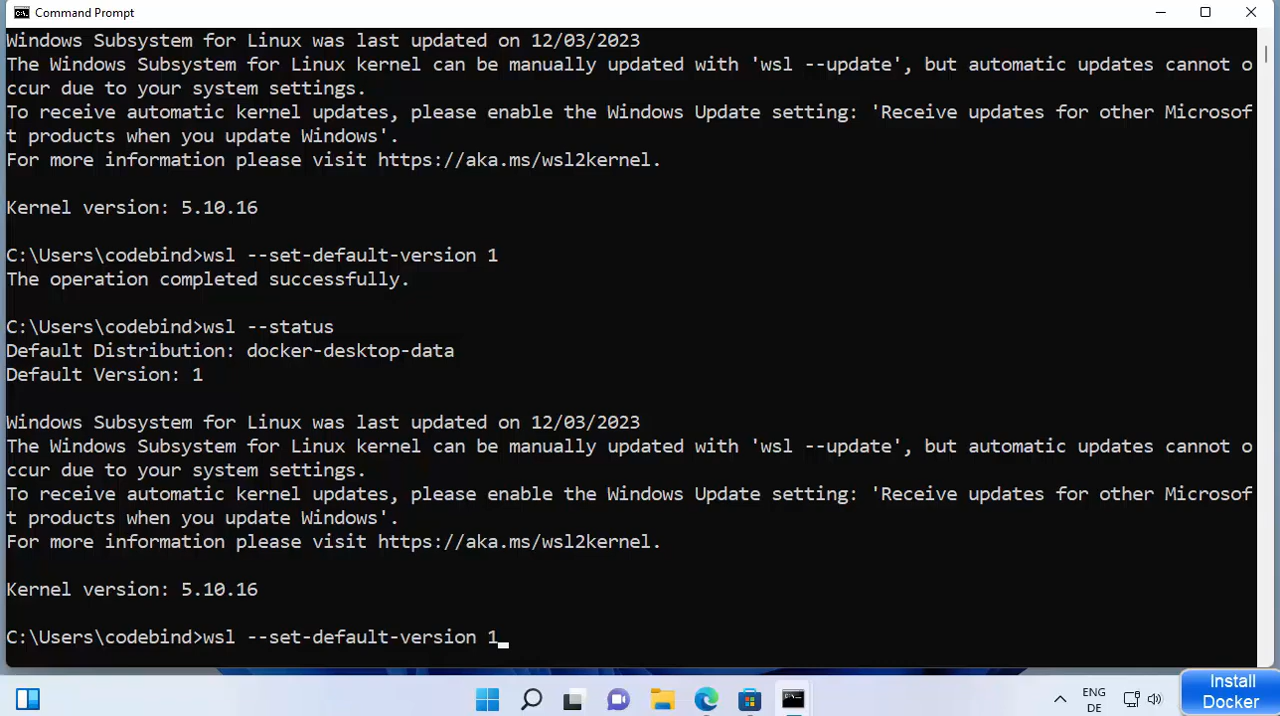 Command Prompt
Windows Subsystem for Linux was last updated on 12/03/2023
The Windows Subsystem for Linux kernel can be manually updated with 'wsl --update', but automatic updates cannot o
ccur due to your system settings.
To receive automatic kernel updates, please enable the Windows Update setting: 'Receive updates for other Microsof
t products when you update Windows'.
For more information please visit https://aka.ms/wsl2kernel.
Kernel version: 5.10.16
C:\Users\codebind>wsl --set-default-version 1
The operation completed successfully.
C:\Users\codebind>wsl --status
Default Distribution: docker-desktop-data
Default Version: 1
Windows Subsystem for Linux was last updated on 12/03/2023
The Windows Subsystem for Linux kernel can be manually updated with 'wsl --update', but automatic updates cannot o
ccur due to your system settings.
To receive automatic kernel updates, please enable the Windows Update setting: 'Receive updates for other Microsof
t products when you update Windows'.
For more information please visit https://aka.ms/wsl2kernel.
Kernel version: 5.10.16
C:\Users\codebind>wsl --set-default-version 1
ENG
DE
Install
Docker